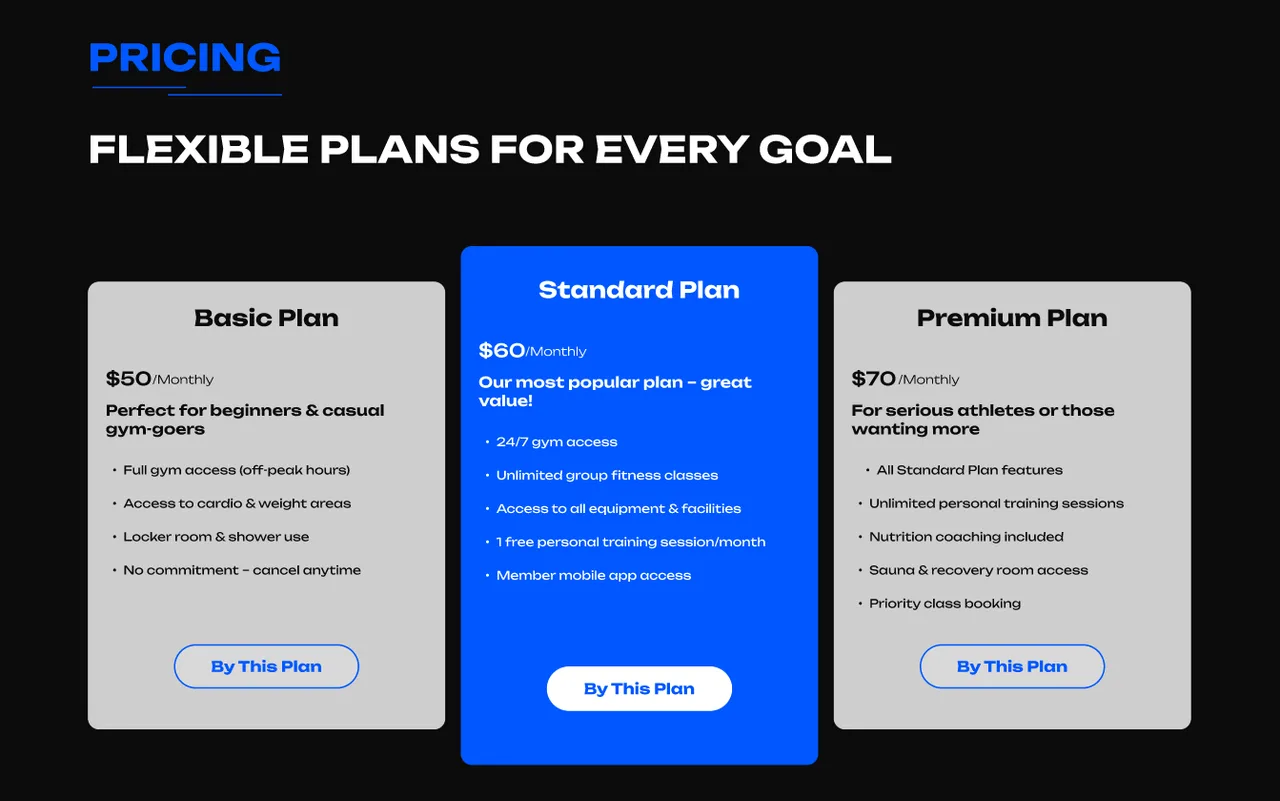 PRICING
FLEXIBLE PLANS FOR EVERY GOAL
Basic Plan
$50/Monthly
Perfect for beginners & casual
gym-goers
• Full gym access (off-peak hours)
• Access to cardio & weight areas
• Locker room & shower use
• No commitment – cancel anytime
By This Plan
Standard Plan
$60/Monthly
Our most popular plan – great
value!
• 24/7 gym access
• Unlimited group fitness classes
• Access to all equipment & facilities
• 1 free personal training session/month
• Member mobile app access
By This Plan
Premium Plan
$70 /Monthly
For serious athletes or those
wanting more
• All Standard Plan features
• Unlimited personal training sessions
• Nutrition coaching included
• Sauna & recovery room access
• Priority class booking
By This Plan